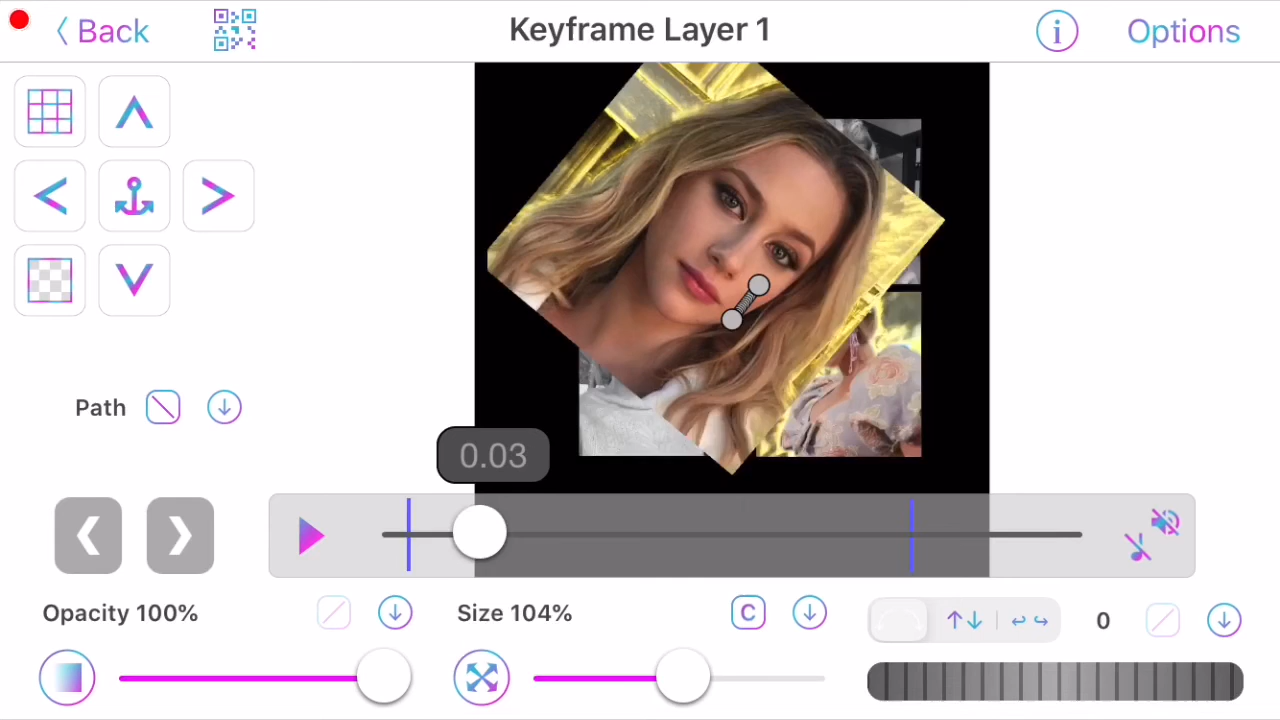 Back
Keyframe Layer 1
Options
Path
0.03
Opacity 100%
Size 104%
C
0